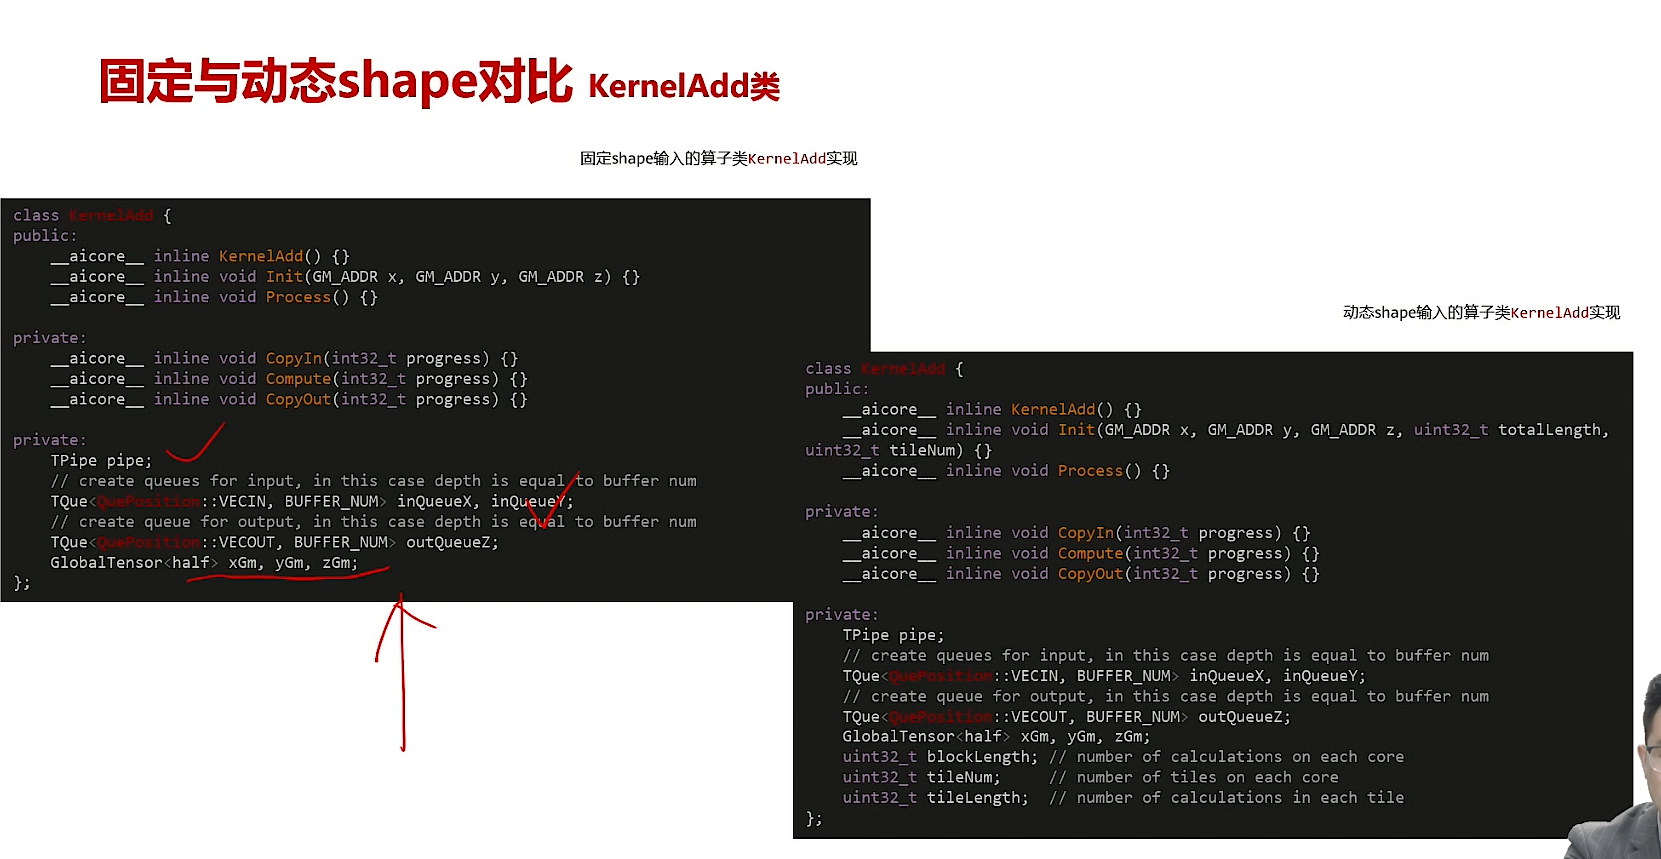 固定与动态shape对比 KernelAdd类
固定shape输入的算子类KernelAdd实现
class KernelAdd {
public:
    __aicore__ inline KernelAdd() {}
    __aicore__ inline void Init(GM_ADDR x, GM_ADDR y, GM_ADDR z) {}
    __aicore__ inline void Process() {}
private:
    __aicore__ inline void CopyIn(int32_t progress) {}
    __aicore__ inline void Compute(int32_t progress) {}
    __aicore__ inline void CopyOut(int32_t progress) {}
private:
    TPipe pipe;
    // create queues for input, in this case depth is equal to buffer num
    TQue<QuePosition::VECIN, BUFFER_NUM> inQueueX, inQueueY;
    // create queue for output, in this case depth is equal to buffer num
    TQue<QuePosition::VECOUT, BUFFER_NUM> outQueueZ;
    GlobalTensor<half> xGm, yGm, zGm;
};
动态shape输入的算子类KernelAdd实现
class KernelAdd {
public:
    __aicore__ inline KernelAdd() {}
    __aicore__ inline void Init(GM_ADDR x, GM_ADDR y, GM_ADDR z, uint32_t totalLength,
uint32_t tileNum) {}
    __aicore__ inline void Process() {}
private:
    __aicore__ inline void CopyIn(int32_t progress) {}
    __aicore__ inline void Compute(int32_t progress) {}
    __aicore__ inline void CopyOut(int32_t progress) {}
private:
    TPipe pipe;
    // create queues for input, in this case depth is equal to buffer num
    TQue<QuePosition::VECIN, BUFFER_NUM> inQueueX, inQueueY;
    // create queue for output, in this case depth is equal to buffer num
    TQue<QuePosition::VECOUT, BUFFER_NUM> outQueueZ;
    GlobalTensor<half> xGm, yGm, zGm;
    uint32_t blockLength; // number of calculations on each core
    uint32_t tileNum;     // number of tiles on each core
    uint32_t tileLength;  // number of calculations in each tile
};